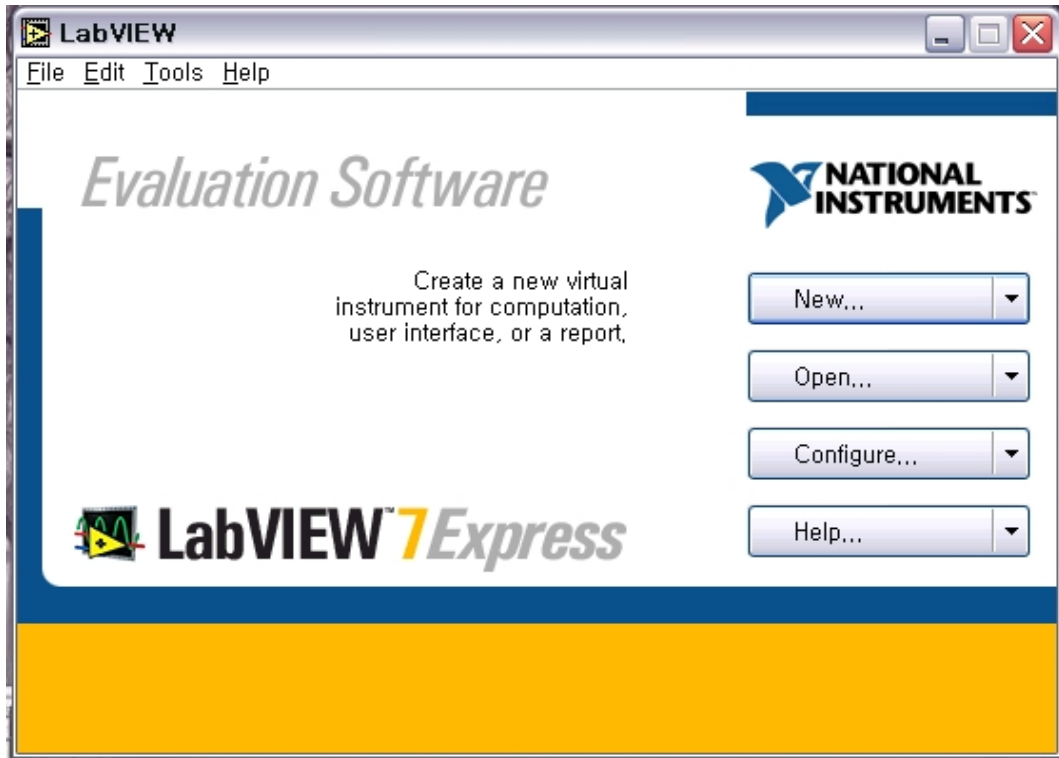 LabVIEW
File Edit Tools Help
Evaluation Software
NATIONAL
INSTRUMENTS
Create a new virtual
instrument for computation,
user interface, or a report,
New,,,
Open,,,
Configure,,,
Help,,,
LabVIEW™ 7 Express